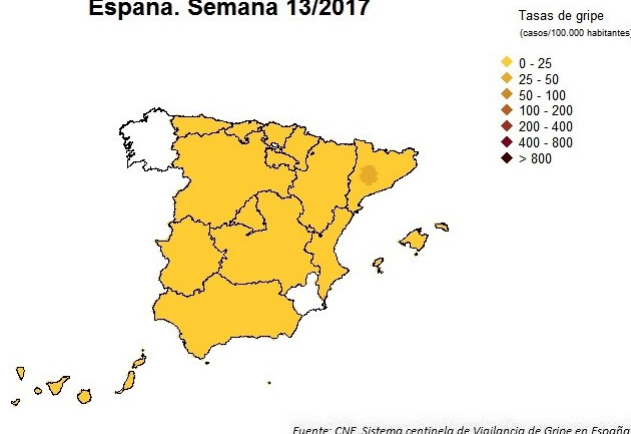 España. Semana 13/2017
Tasas de gripe
(casos/100.000 habitantes)
0 - 25
25 - 50
50 - 100
100 - 200
200 - 400
400 - 800
> 800
Fuente: CNE. Sistema centinela de Vigilancia de Gripe en España